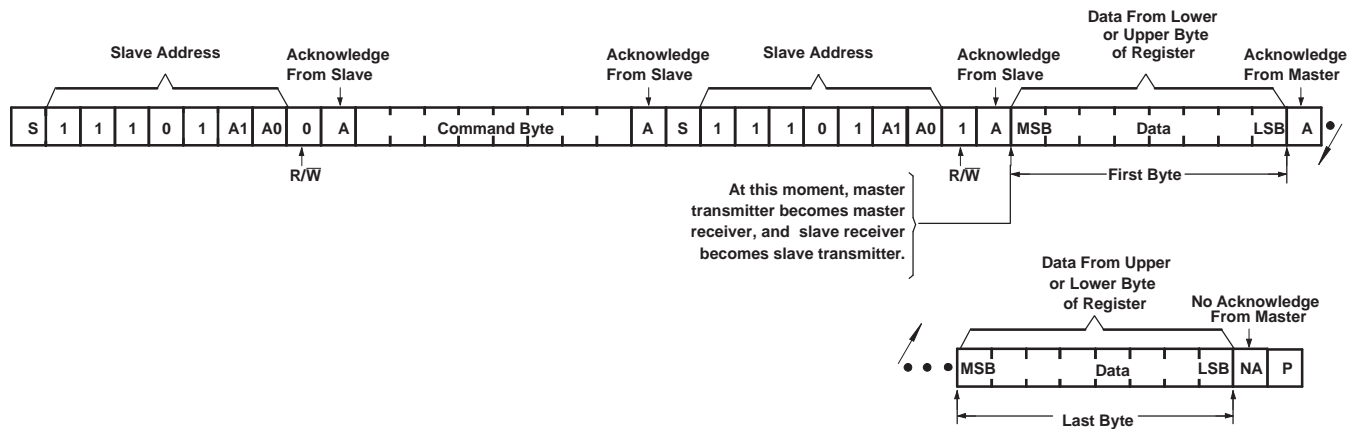 Data From Lower
or Upper Byte
of Register
Slave Address
Acknowledge
From Slave
Acknowledge
From Slave
Slave Address
Acknowledge
From Slave
Acknowledge
From Master
S 1 1 1 0 1 A1 A0 0 A Command Byte A S 1 1 1 0 1 A1 A0 1 A MSB Data LSB A
R/W̅
R/W̅
First Byte
At this moment, master
transmitter becomes master
receiver, and slave receiver
becomes slave transmitter.
Data From Upper
or Lower Byte
of Register
No Acknowledge
From Master
MSB Data LSB NA P
Last Byte